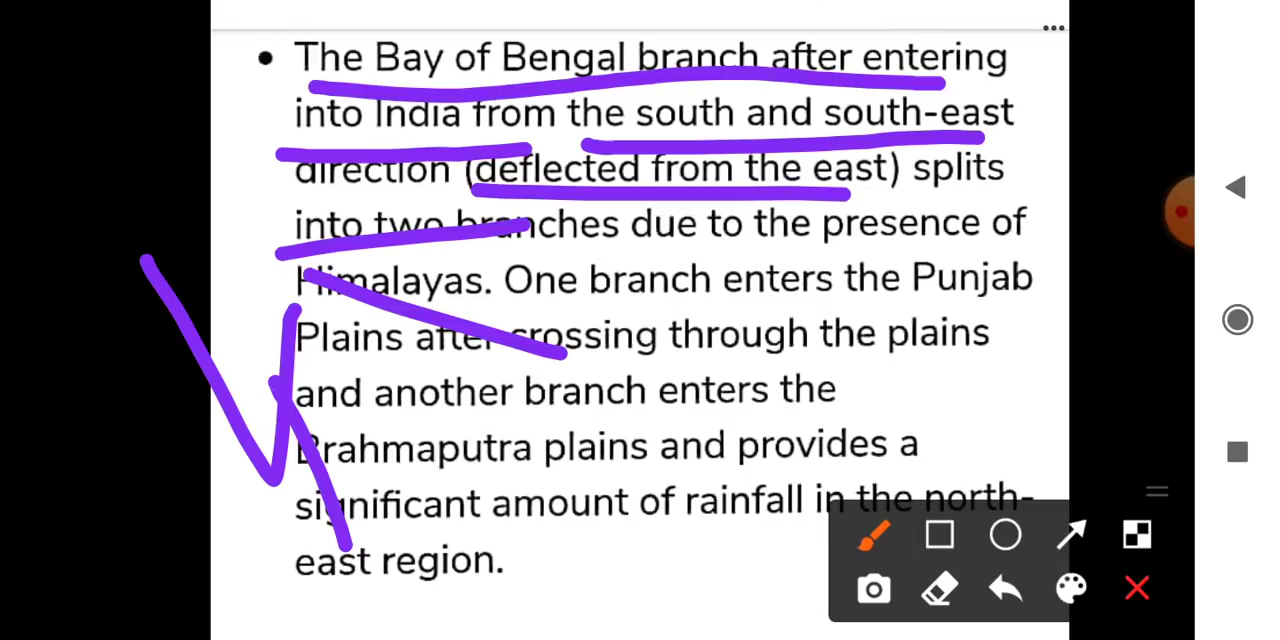 • The Bay of Bengal branch after entering
into India from the south and south-east
direction (deflected from the east) splits
into two branches due to the presence of
Himalayas. One branch enters the Punjab
Plains after crossing through the plains
and another branch enters the
Brahmaputra plains and provides a
significant amount of rainfall in the north-
east region.